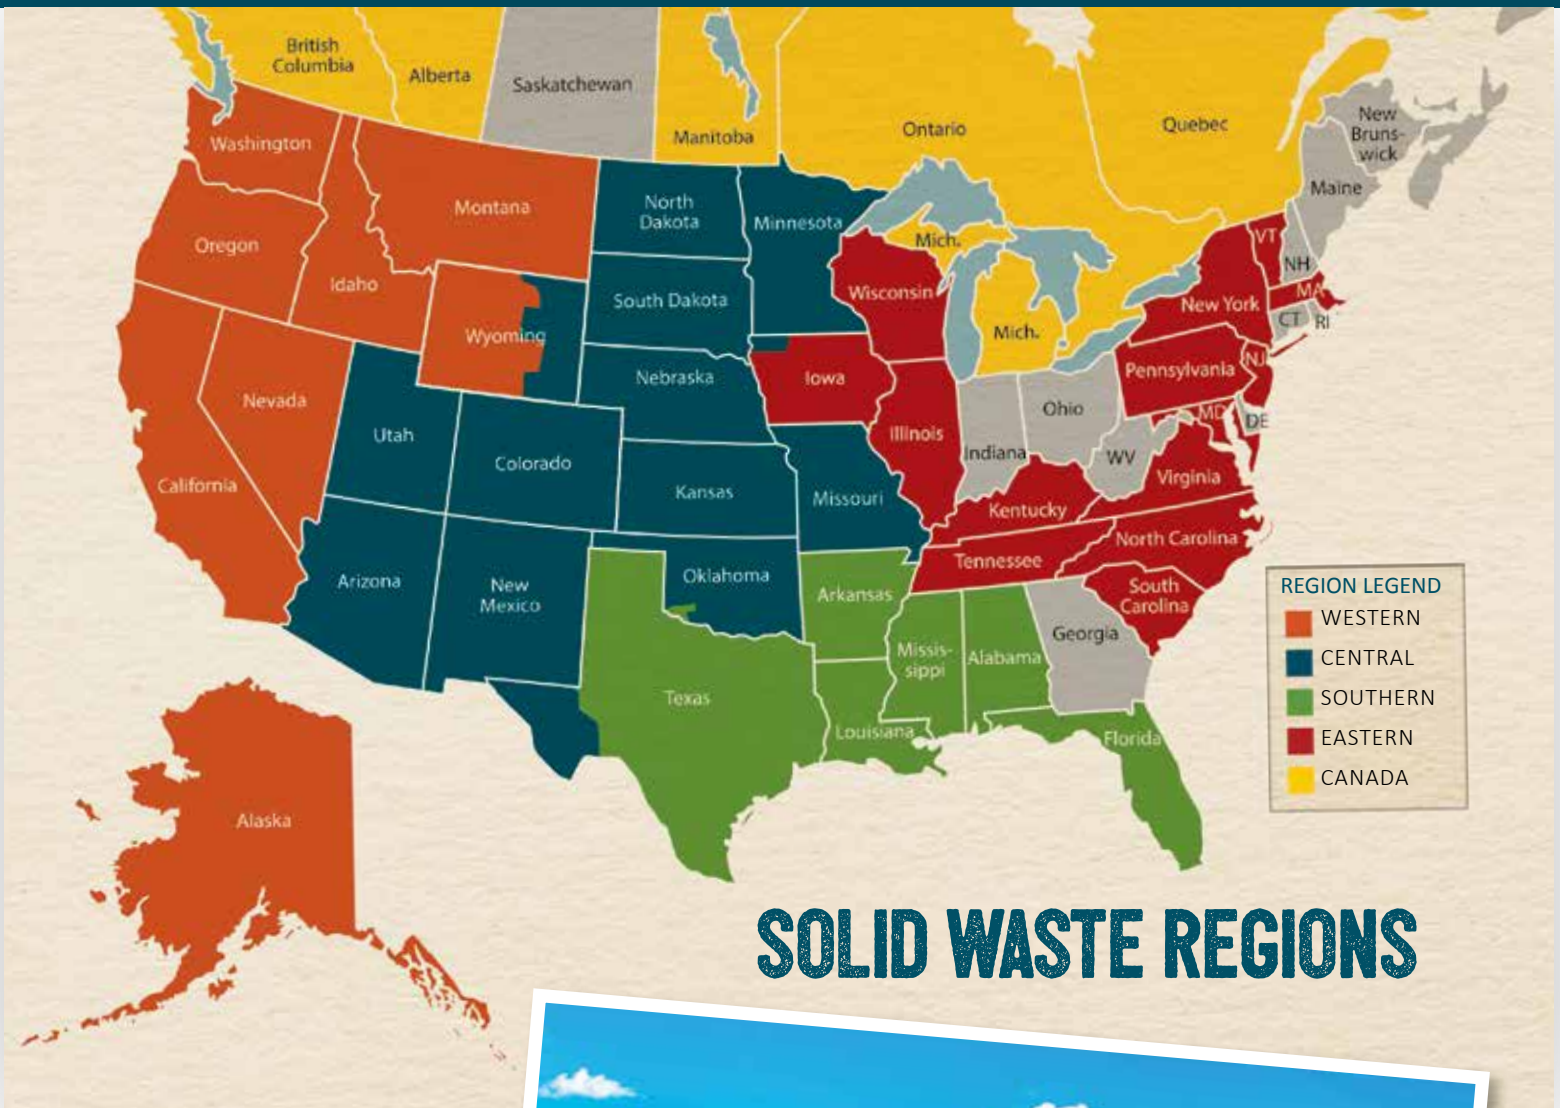 British
Columbia
Alberta
Saskatchewan
Manitoba
Ontario
Quebec
New
Bruns-
wick
Maine
Washington
Montana
North
Dakota
Minnesota
Mich.
VT
NH
Oregon
Idaho
South Dakota
Wisconsin
MA
New York
CT
RI
Wyoming
Mich.
Nebraska
Iowa
Pennsylvania
NJ
Nevada
Utah
Colorado
Illinois
Ohio
MD
DE
Indiana
WV
Virginia
California
Kansas
Missouri
Kentucky
North Carolina
Arizona
New
Mexico
Oklahoma
Arkansas
Tennessee
South
Carolina
Georgia
Missis-
sippi
Alabama
Texas
Louisiana
Florida
Alaska
REGION LEGEND
WESTERN
CENTRAL
SOUTHERN
EASTERN
CANADA
SOLID WASTE REGIONS